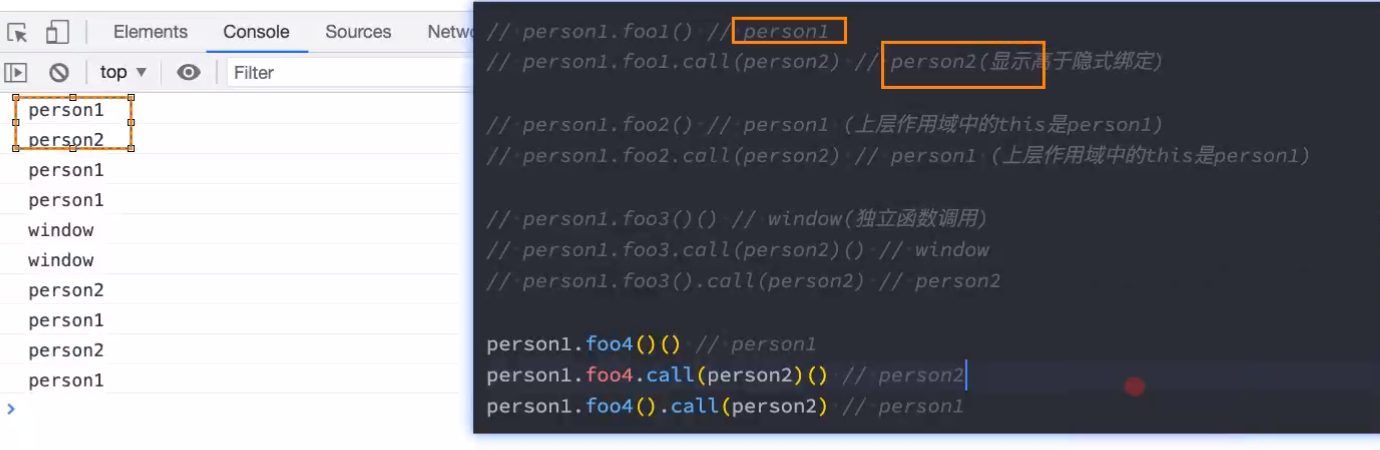 Elements Console Sources Netwo
top ▼ Filter
person1
person2
person1
person1
window
window
person2
person1
person2
person1
// person1.foo1() // person1
// person1.foo1.call(person2) // person2(显示高于隐式绑定)
// person1.foo2() // person1 (上层作用域中的this是person1)
// person1.foo2.call(person2) // person1 (上层作用域中的this是person1)
// person1.foo3()() // window(独立函数调用)
// person1.foo3.call(person2)() // window
// person1.foo3().call(person2) // person2
person1.foo4()() // person1
person1.foo4.call(person2)() // person2
person1.foo4().call(person2) // person1